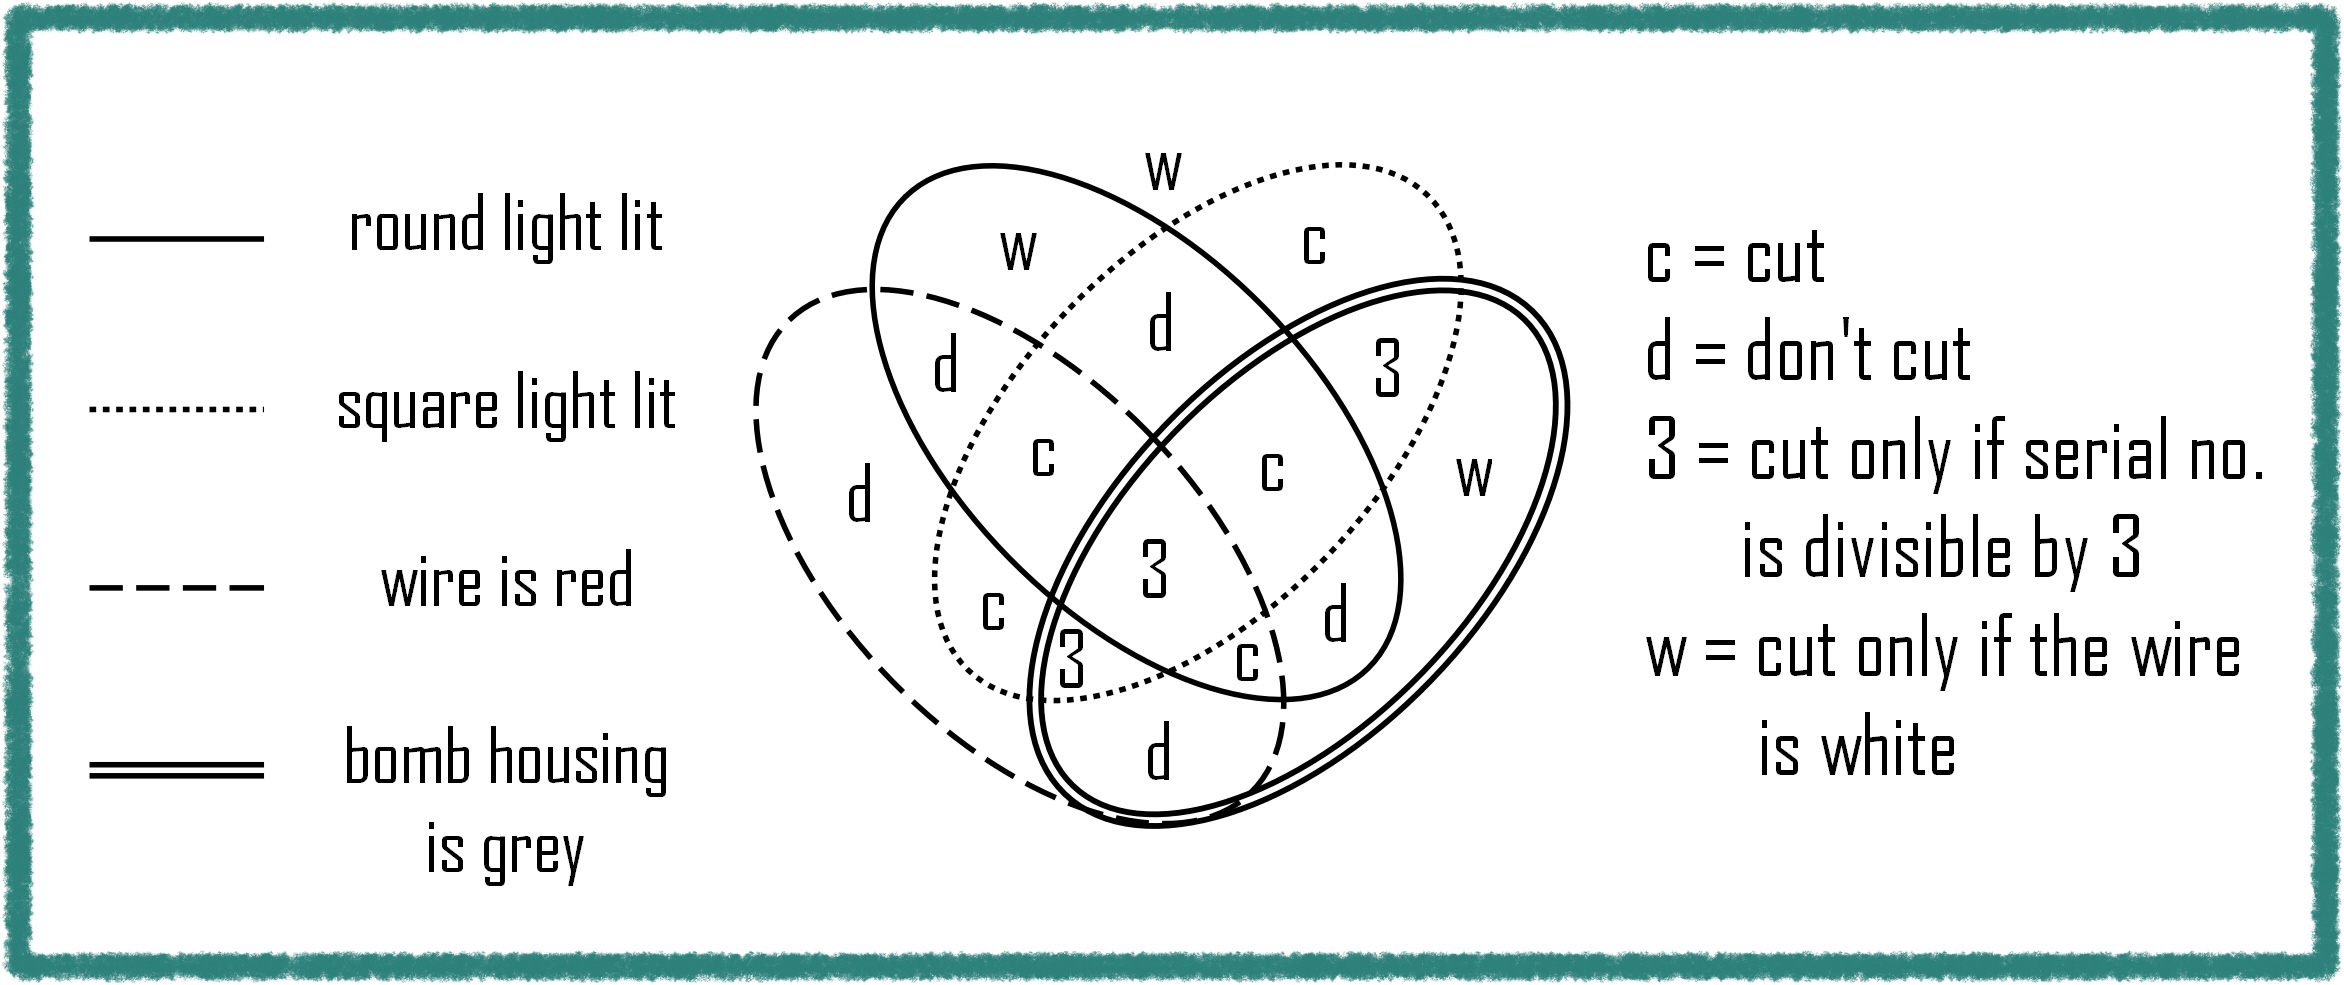 round light lit
square light lit
wire is red
bomb housing
is grey
w
w
c
d
d
3
d
c
c
w
3
c
d
3
c
d
c = cut
d = don't cut
3 = cut only if serial no.
is divisible by 3
w = cut only if the wire
is white